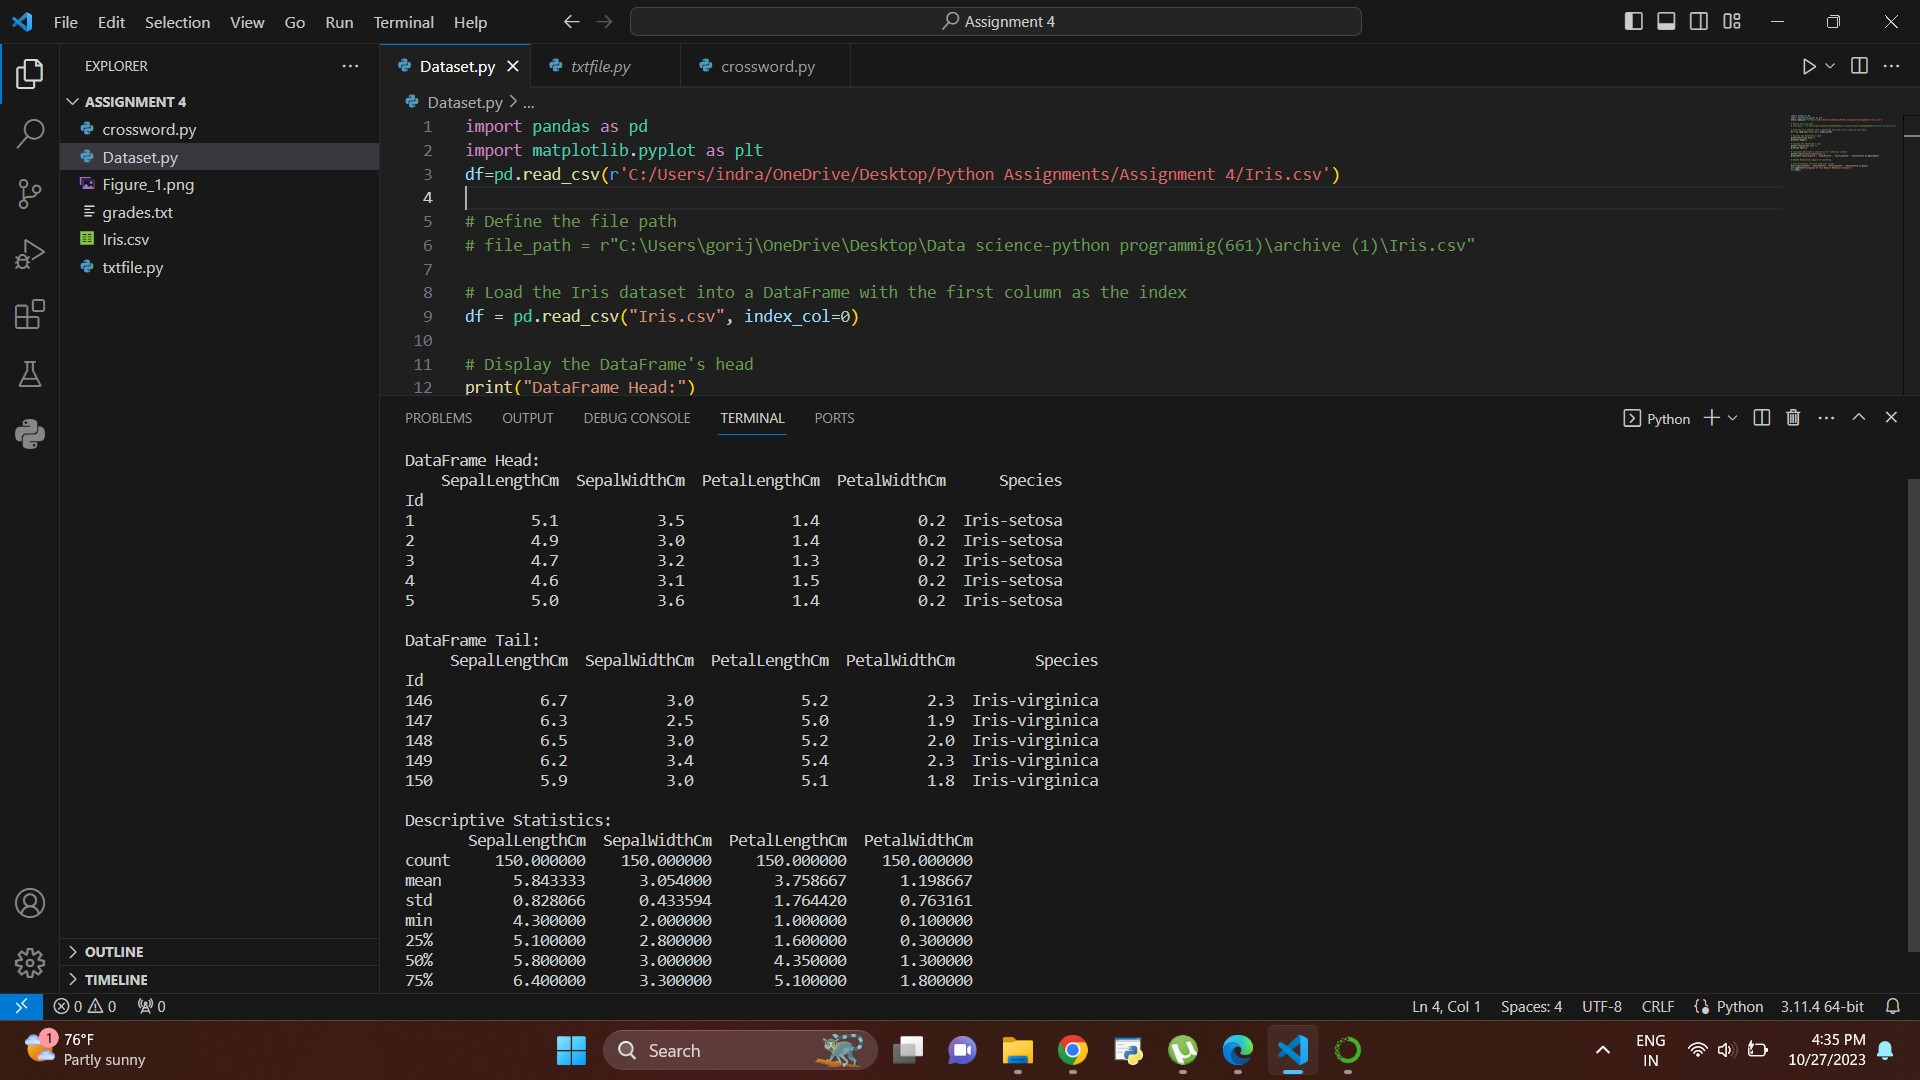 File Edit Selection View Go Run Terminal Help
Assignment 4
EXPLORER
ASSIGNMENT 4
crossword.py
Dataset.py
Figure_1.png
grades.txt
Iris.csv
txtfile.py
OUTLINE
TIMELINE
Dataset.py txtfile.py crossword.py
Dataset.py > ...
1 import pandas as pd
2 import matplotlib.pyplot as plt
3 df=pd.read_csv(r'C:/Users/indra/OneDrive/Desktop/Python Assignments/Assignment 4/Iris.csv')
4
5 # Define the file path
6 # file_path = r"C:\Users\gorij\OneDrive\Desktop\Data science-python programmig(661)\archive (1)\Iris.csv"
7
8 # Load the Iris dataset into a DataFrame with the first column as the index
9 df = pd.read_csv("Iris.csv", index_col=0)
10
11 # Display the DataFrame's head
12 print("DataFrame Head:")
PROBLEMS OUTPUT DEBUG CONSOLE TERMINAL PORTS
Python
DataFrame Head:
SepalLengthCm SepalWidthCm PetalLengthCm PetalWidthCm Species
Id
1 5.1 3.5 1.4 0.2 Iris-setosa
2 4.9 3.0 1.4 0.2 Iris-setosa
3 4.7 3.2 1.3 0.2 Iris-setosa
4 4.6 3.1 1.5 0.2 Iris-setosa
5 5.0 3.6 1.4 0.2 Iris-setosa
DataFrame Tail:
SepalLengthCm SepalWidthCm PetalLengthCm PetalWidthCm Species
Id
146 6.7 3.0 5.2 2.3 Iris-virginica
147 6.3 2.5 5.0 1.9 Iris-virginica
148 6.5 3.0 5.2 2.0 Iris-virginica
149 6.2 3.4 5.4 2.3 Iris-virginica
150 5.9 3.0 5.1 1.8 Iris-virginica
Descriptive Statistics:
SepalLengthCm SepalWidthCm PetalLengthCm PetalWidthCm
count 150.000000 150.000000 150.000000 150.000000
mean 5.843333 3.054000 3.758667 1.198667
std 0.828066 0.433594 1.764420 0.763161
min 4.300000 2.000000 1.000000 0.100000
25% 5.100000 2.800000 1.600000 0.300000
50% 5.800000 3.000000 4.350000 1.300000
75% 6.400000 3.300000 5.100000 1.800000
0 0 0
Ln 4, Col 1 Spaces: 4 UTF-8 CRLF Python 3.11.4 64-bit
1
76°F
Partly sunny
Search
ENG
IN
4:35 PM
10/27/2023